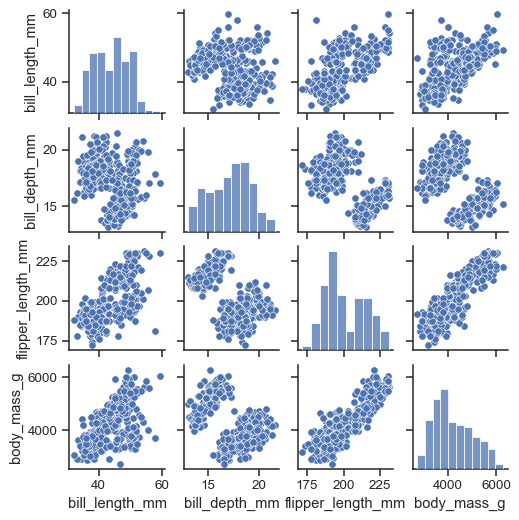 60
40
bill_length_mm
20
15
bill_depth_mm
225
200
175
flipper_length_mm
6000
4000
body_mass_g
40 60
15 20
175 200 225
4000 6000
bill_length_mm
bill_depth_mm
flipper_length_mm
body_mass_g